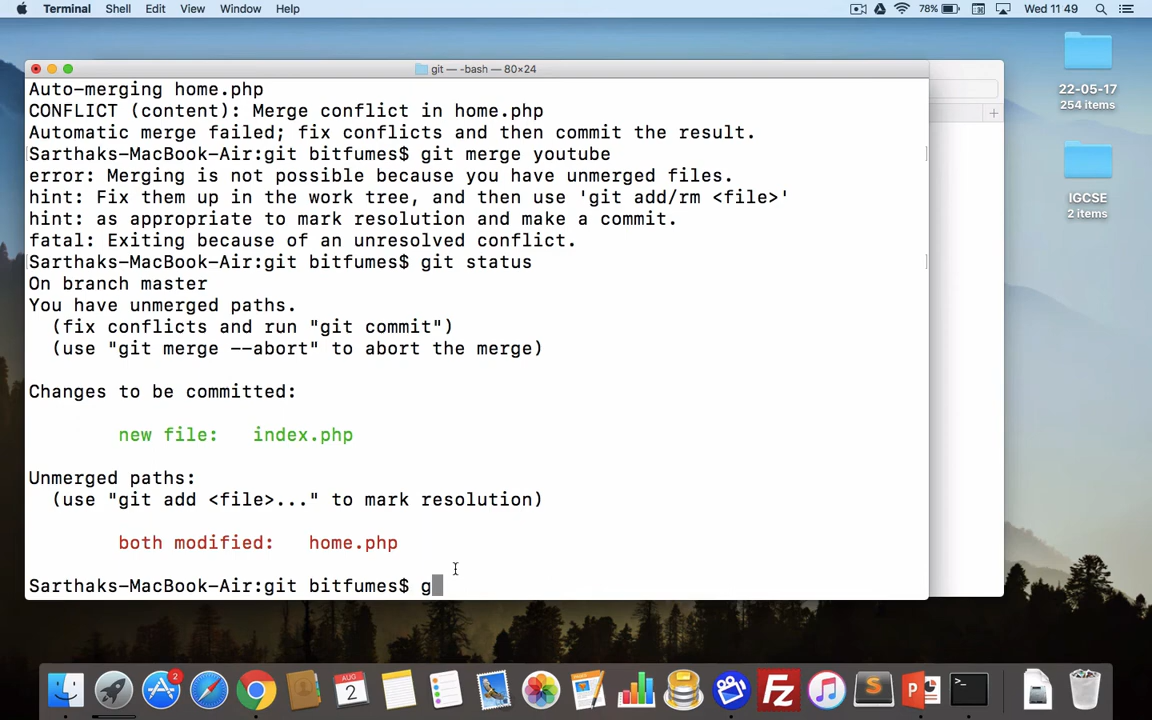 Terminal Shell Edit View Window Help 78% Wed 11 49
22-05-17
254 items
IGCSE
2 items
git — -bash — 80×24
Auto-merging home.php
CONFLICT (content): Merge conflict in home.php
Automatic merge failed; fix conflicts and then commit the result.
Sarthaks-MacBook-Air:git bitfumes$ git merge youtube
error: Merging is not possible because you have unmerged files.
hint: Fix them up in the work tree, and then use 'git add/rm <file>'
hint: as appropriate to mark resolution and make a commit.
fatal: Exiting because of an unresolved conflict.
Sarthaks-MacBook-Air:git bitfumes$ git status
On branch master
You have unmerged paths.
(fix conflicts and run "git commit")
(use "git merge --abort" to abort the merge)
Changes to be committed:
new file: index.php
Unmerged paths:
(use "git add <file>..." to mark resolution)
both modified: home.php
Sarthaks-MacBook-Air:git bitfumes$ g
2
AUG
2